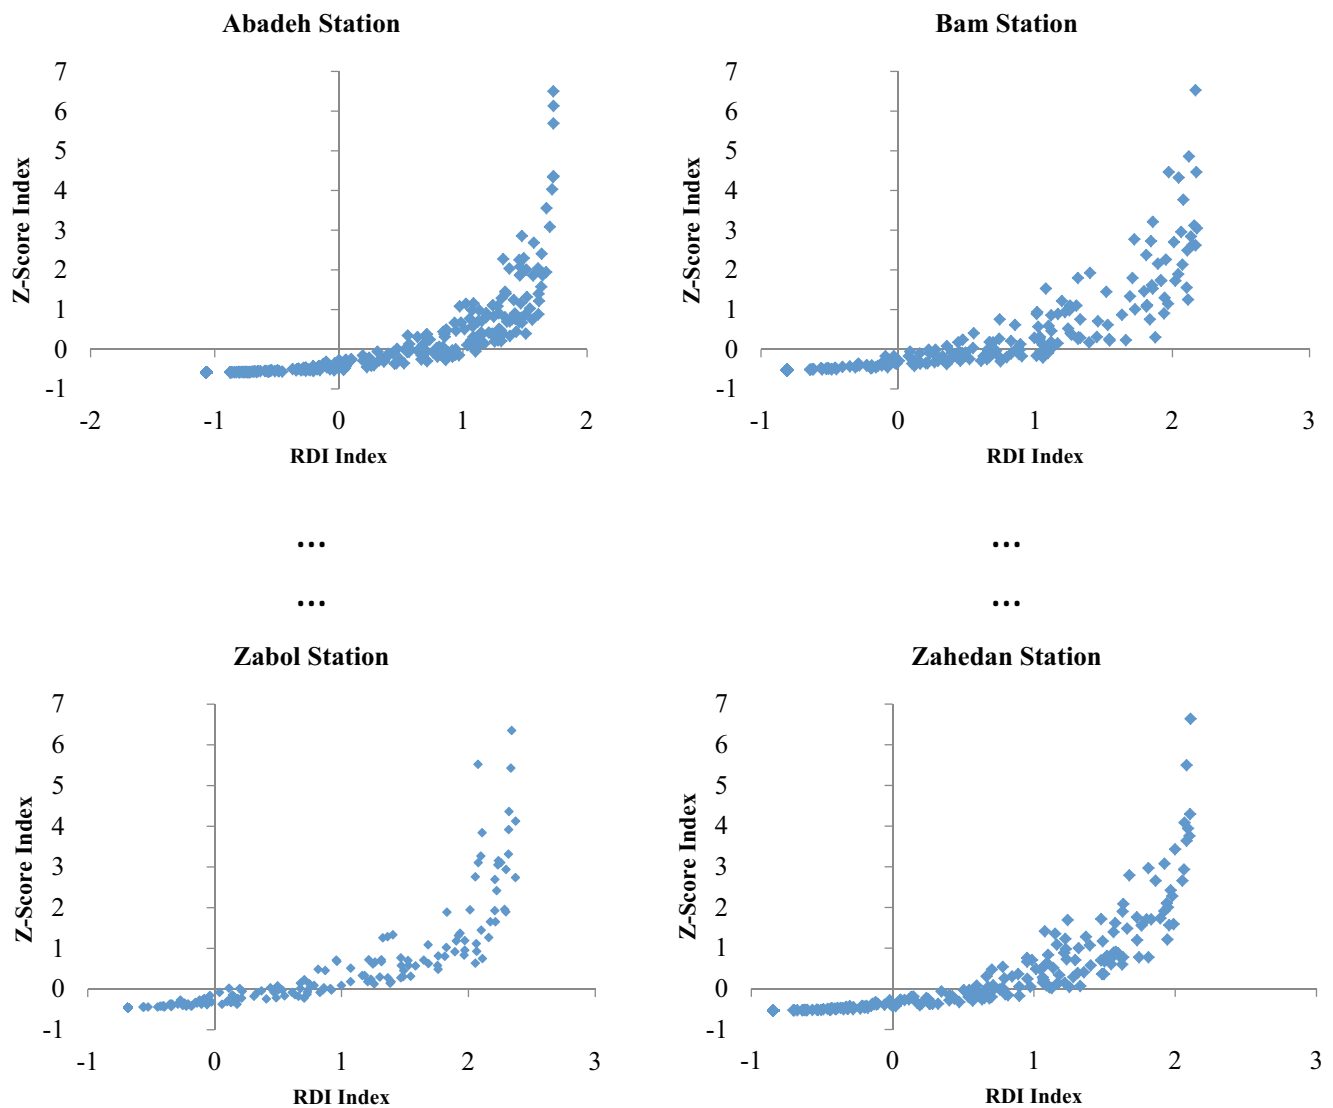 Abadeh Station
7
6
5
4
3
2
1
0
-1
-2 -1 0 1 2
Z-Score Index
RDI Index
Bam Station
7
6
5
4
3
2
1
0
-1
-1 0 1 2 3
Z-Score Index
RDI Index
...
...
...
...
Zabol Station
7
6
5
4
3
2
1
0
-1
-1 0 1 2 3
Z-Score Index
RDI Index
Zahedan Station
7
6
5
4
3
2
1
0
-1
-1 0 1 2 3
Z-Score Index
RDI Index